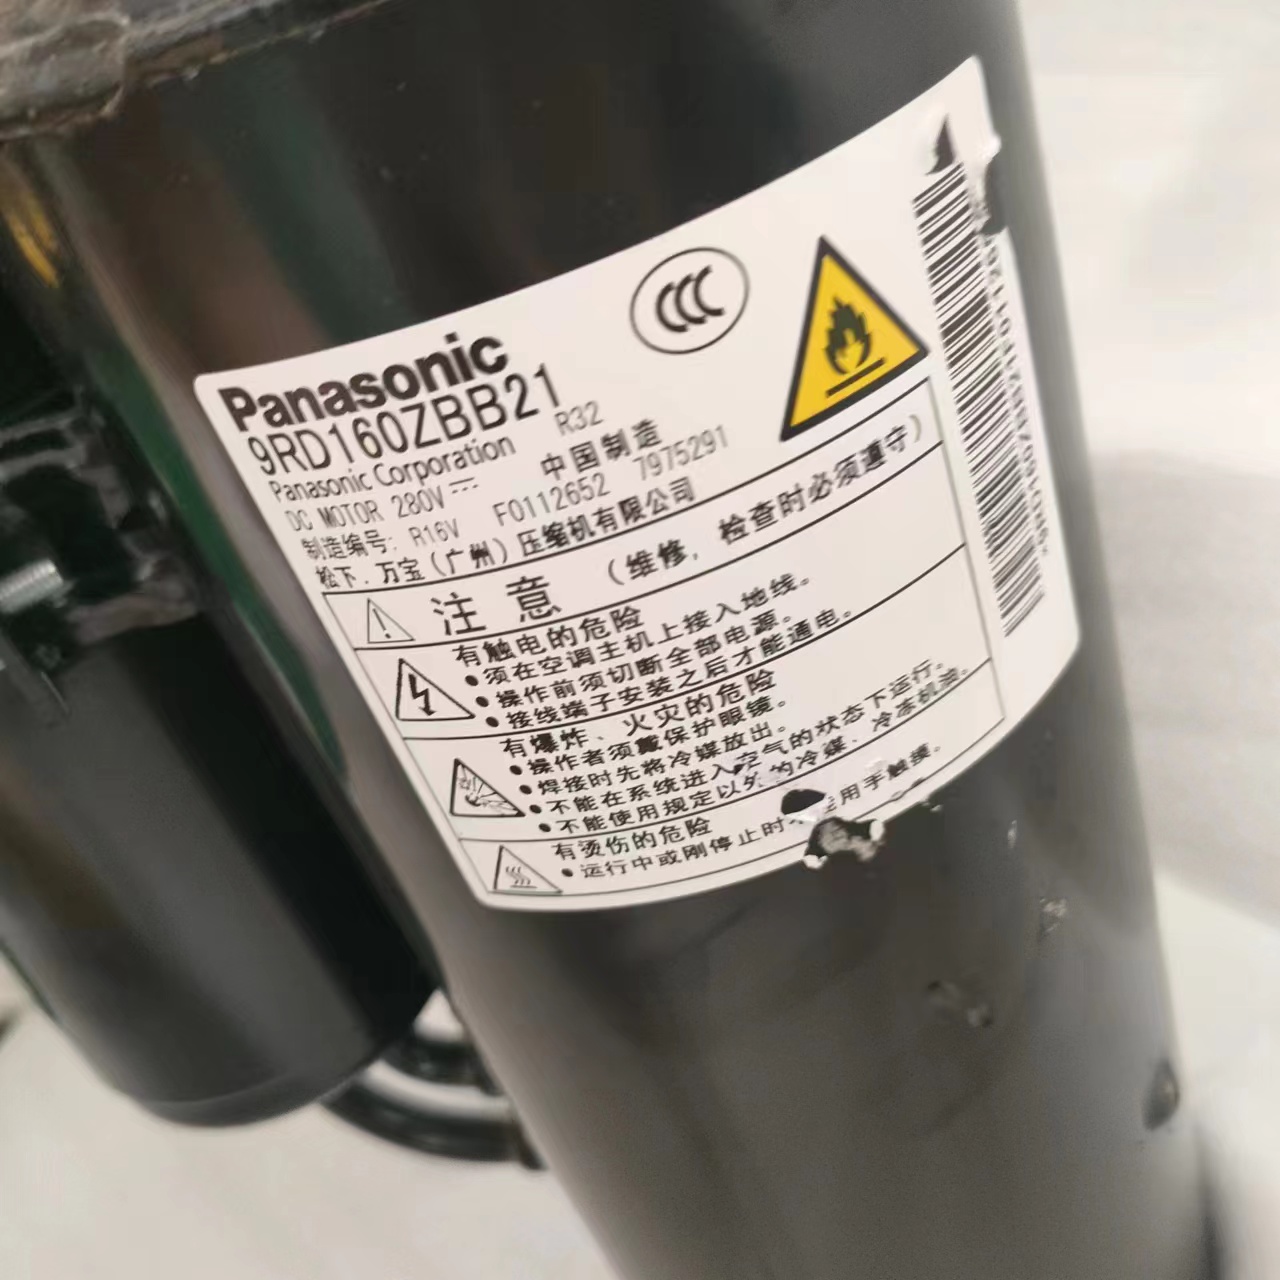 Panasonic
9RD160ZBB21
Panasonic Corporation R32
DC MOTOR 280V 中国制造
制造编号: R16V F0112652 7975291
松下.万宝（广州）压缩机有限公司
注意（维修，检查时必须遵守）
有触电的危险
●须在空调主机上接入地线。
●操作前须切断全部电源。
●接线端子安装之后才能通电。
有爆炸、火灾的危险
●操作者须戴保护眼镜。
●焊接时先将冷媒放出。
●不能在系统进入空气的状态下运行。
●不能使用规定以外的冷媒、冷冻机油。
有烫伤的危险
●运行中或刚停止时 用手触摸。